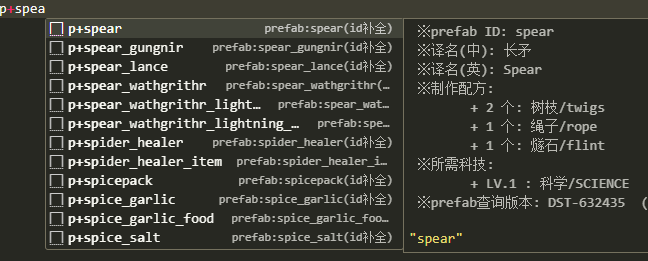 p+spea
p+spear prefab:spear(id补全)
p+spear_gungnir prefab:spear_gungnir(id补全)
p+spear_lance prefab:spear_lance(id补全)
p+spear_wathgrithr prefab:spear_wathgrithr(…
p+spear_wathgrithr_light… prefab:spear_wat…
p+spear_wathgrithr_lightning_… prefab:spe…
p+spider_healer prefab:spider_healer(id补全)
p+spider_healer_item prefab:spider_healer_i…
p+spicepack prefab:spicepack(id补全)
p+spice_garlic prefab:spice_garlic(id补全)
p+spice_garlic_food prefab:spice_garlic_foo…
p+spice_salt prefab:spice_salt(id补全)
※prefab ID: spear
※译名(中): 长矛
※译名(英): Spear
※制作配方:
+ 2 个: 树枝/twigs
+ 1 个: 绳子/rope
+ 1 个: 燧石/flint
※所需科技:
+ LV.1 : 科学/SCIENCE
※prefab查询版本: DST-632435 (
"spear"